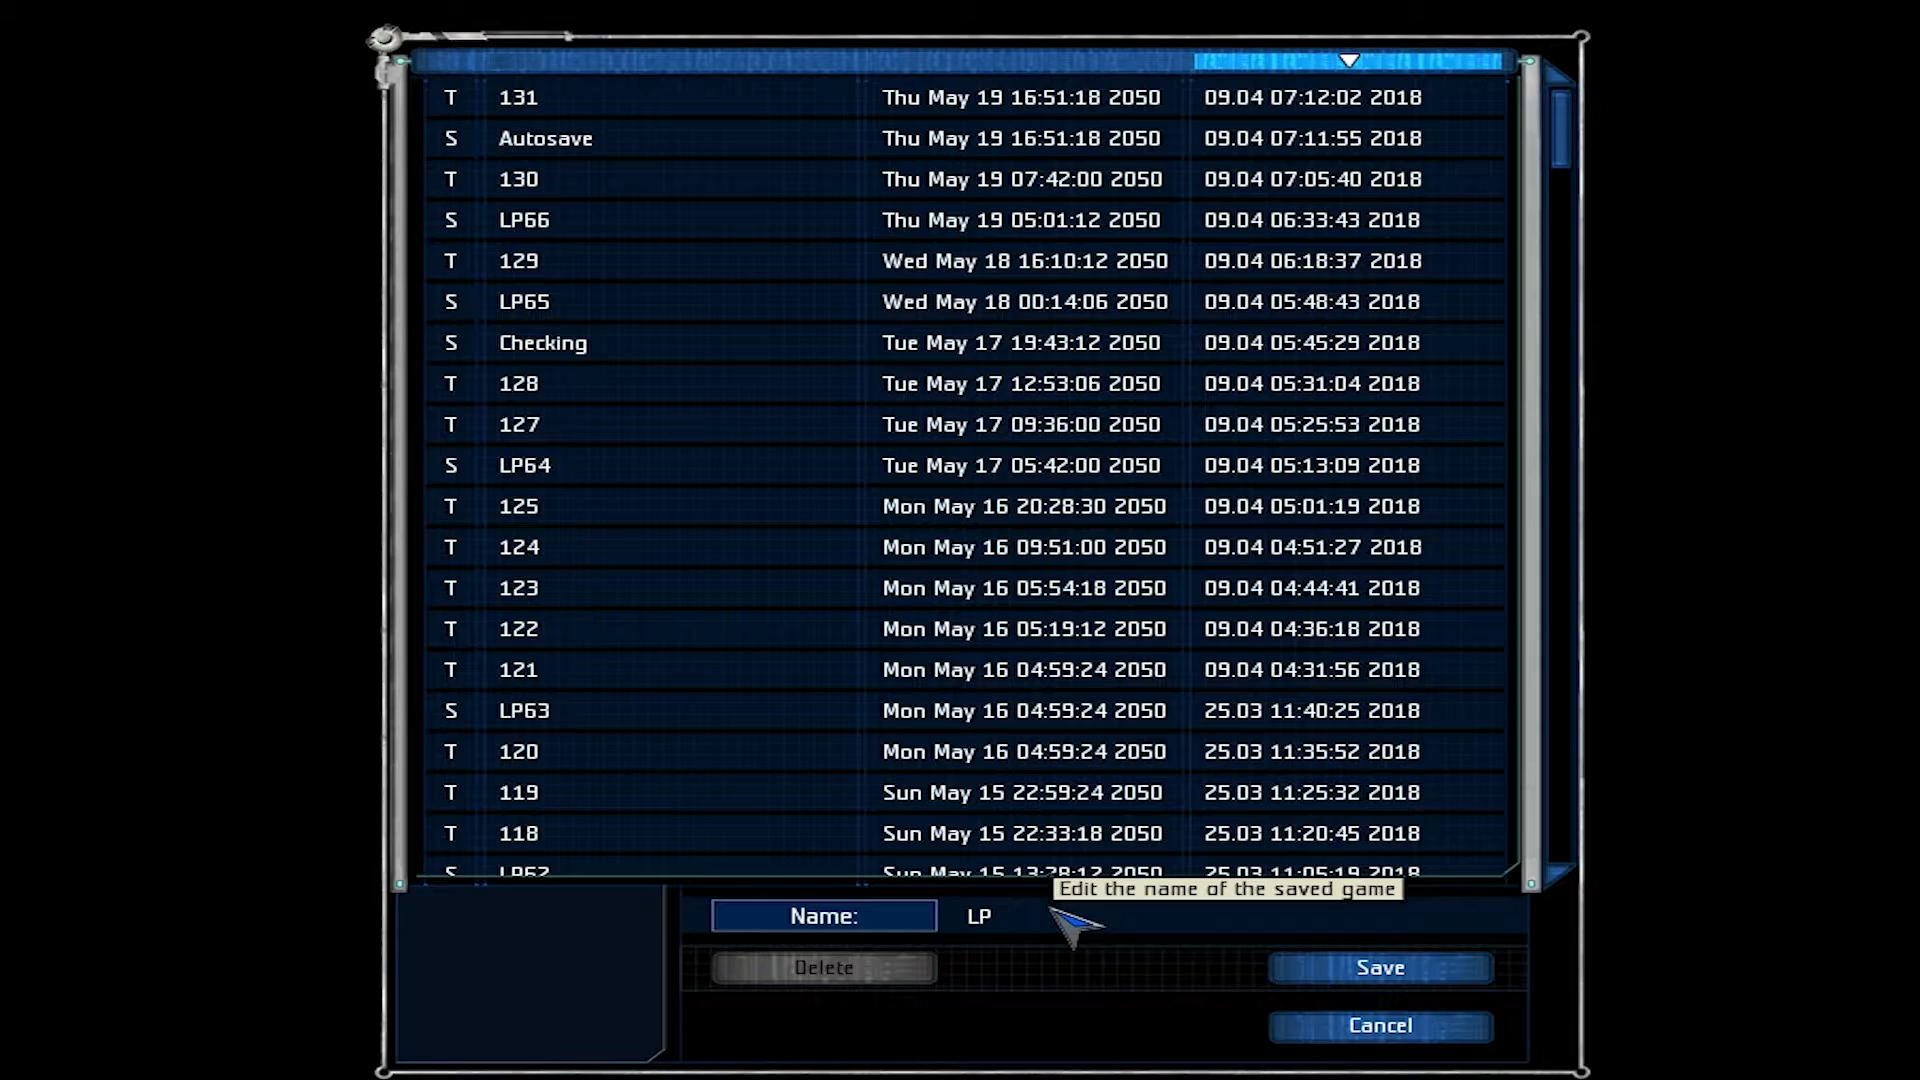 T 131 Thu May 19 16:51:18 2050 09.04 07:12:02 2018
S Autosave Thu May 19 16:51:18 2050 09.04 07:11:55 2018
T 130 Thu May 19 07:42:00 2050 09.04 07:05:40 2018
S LP66 Thu May 19 05:01:12 2050 09.04 06:33:43 2018
T 129 Wed May 18 16:10:12 2050 09.04 06:18:37 2018
S LP65 Wed May 18 00:14:06 2050 09.04 05:48:43 2018
S Checking Tue May 17 19:43:12 2050 09.04 05:45:29 2018
T 128 Tue May 17 12:53:06 2050 09.04 05:31:04 2018
T 127 Tue May 17 09:36:00 2050 09.04 05:25:53 2018
S LP64 Tue May 17 05:42:00 2050 09.04 05:13:09 2018
T 125 Mon May 16 20:28:30 2050 09.04 05:01:19 2018
T 124 Mon May 16 09:51:00 2050 09.04 04:51:27 2018
T 123 Mon May 16 05:54:18 2050 09.04 04:44:41 2018
T 122 Mon May 16 05:19:12 2050 09.04 04:36:18 2018
T 121 Mon May 16 04:59:24 2050 09.04 04:31:56 2018
S LP63 Mon May 16 04:59:24 2050 25.03 11:40:25 2018
T 120 Mon May 16 04:59:24 2050 25.03 11:35:52 2018
T 119 Sun May 15 22:59:24 2050 25.03 11:25:32 2018
T 118 Sun May 15 22:33:18 2050 25.03 11:20:45 2018
S LP62 Sun May 15 13:28:12 2050 25.03 11:05:19 2018
Edit the name of the saved game
Name: LP
Delete Save
Cancel